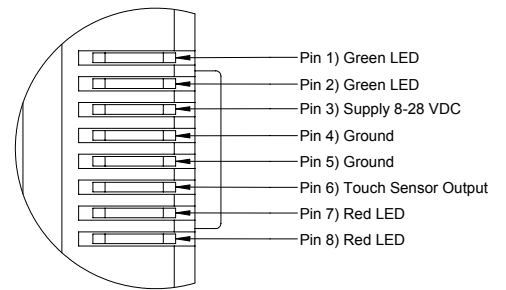 Pin 1) Green LED
Pin 2) Green LED
Pin 3) Supply 8-28 VDC
Pin 4) Ground
Pin 5) Ground
Pin 6) Touch Sensor Output
Pin 7) Red LED
Pin 8) Red LED